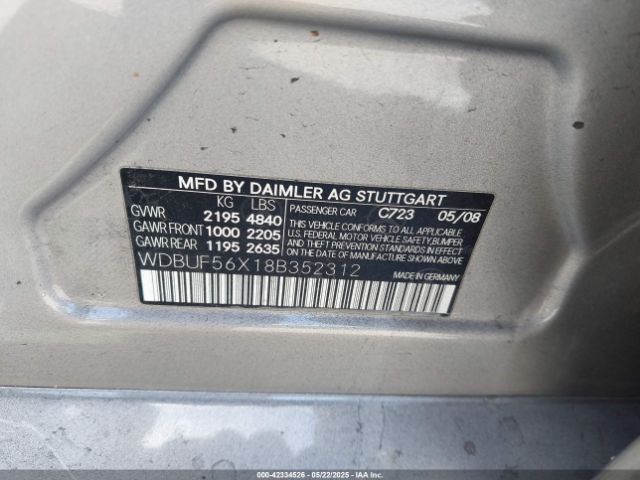 MFD BY DAIMLER AG STUTTGART
KG LBS
GVWR 2195 4840
GAWR FRONT 1000 2205
GAWR REAR 1195 2635
PASSENGER CAR C723 05/08
THIS VEHICLE CONFORMS TO ALL APPLICABLE
U.S. FEDERAL MOTOR VEHICLE SAFETY,BUMPER
AND THEFT PREVENTION STANDARDS IN EFFECT
ON THE DATE OF MANUFACTURE SHOWN ABOVE.
WDBUF56X18B352312
MADE IN GERMANY
000-42334526 - 05/22/2025 - IAAI.COM